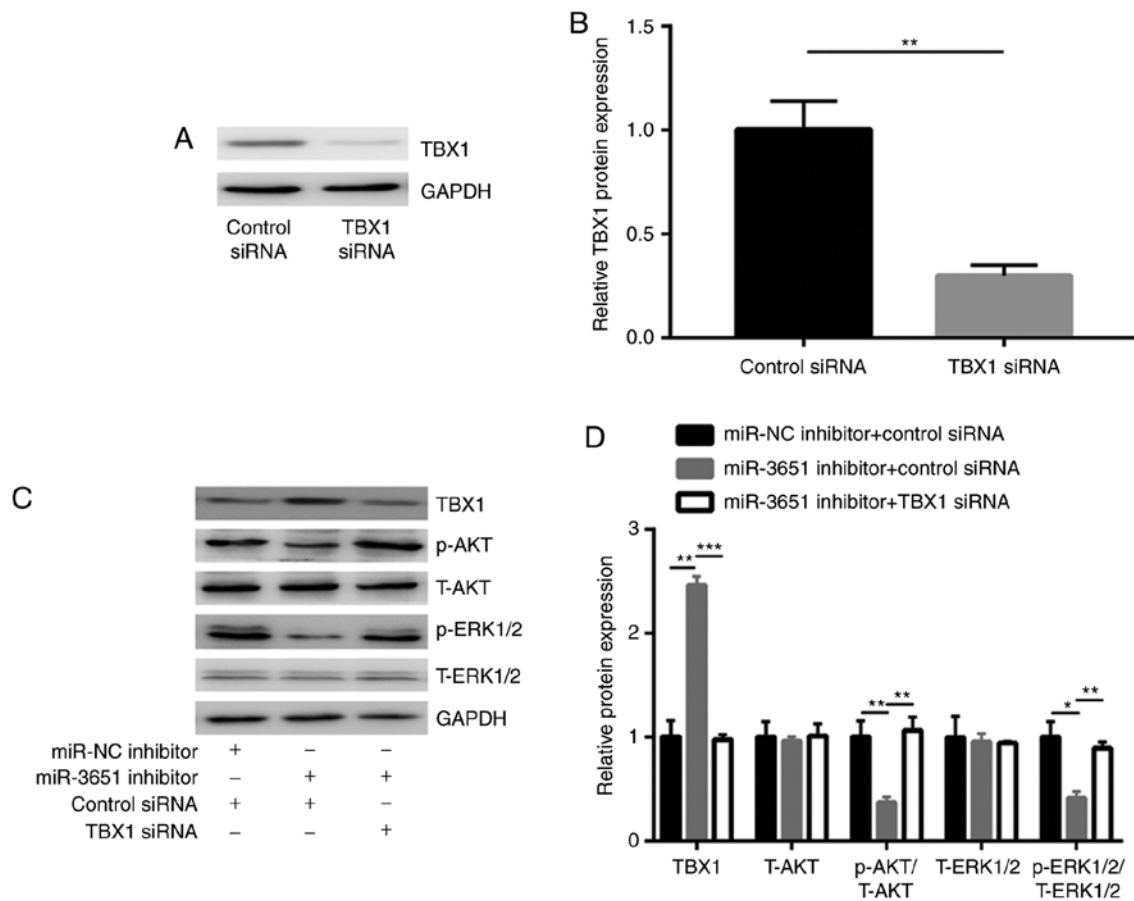 A
TBX1
GAPDH
Control siRNA
TBX1 siRNA
B
Relative TBX1 protein expression
1.5
1.0
0.5
0.0
**
Control siRNA
TBX1 siRNA
C
TBX1
p-AKT
T-AKT
p-ERK1/2
T-ERK1/2
GAPDH
miR-NC inhibitor + – –
miR-3651 inhibitor – + +
Control siRNA + + –
TBX1 siRNA – – +
D
miR-NC inhibitor+control siRNA
miR-3651 inhibitor+control siRNA
miR-3651 inhibitor+TBX1 siRNA
Relative protein expression
3
2
1
0
** ***
** **
* **
TBX1
T-AKT
p-AKT/
T-AKT
T-ERK1/2
p-ERK1/2/
T-ERK1/2